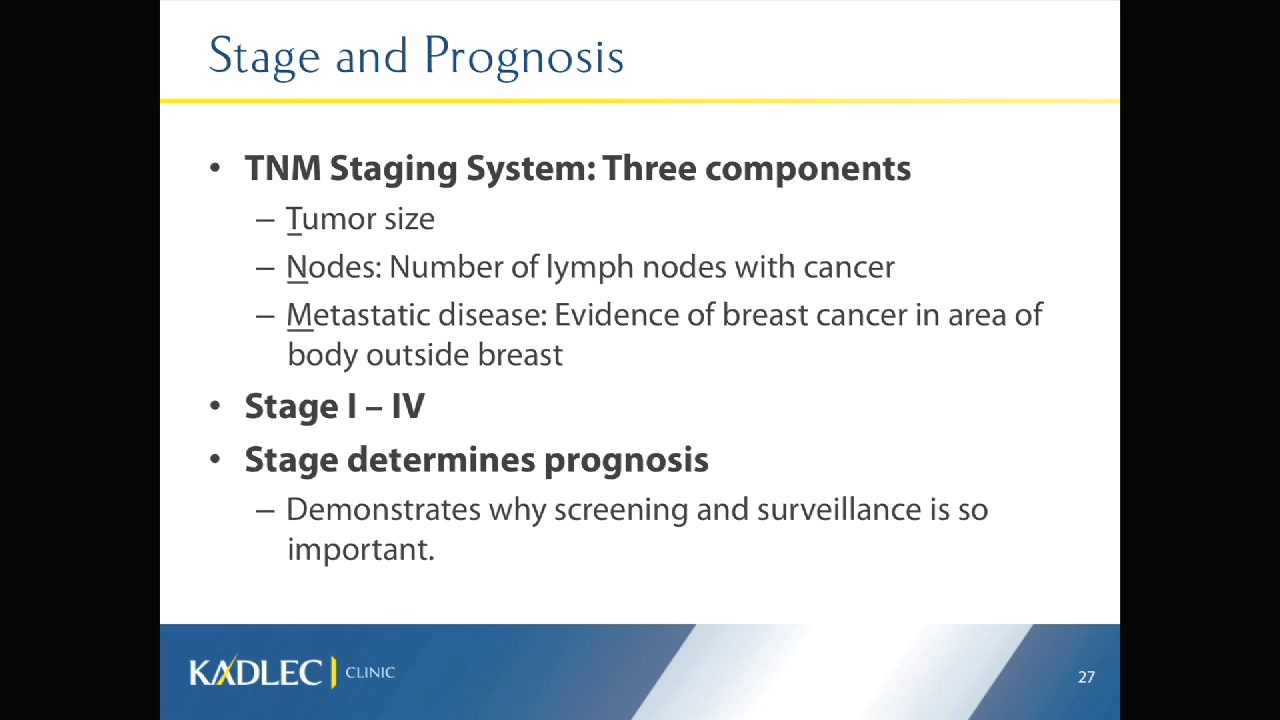 Stage and Prognosis
• TNM Staging System: Three components
– Tumor size
– Nodes: Number of lymph nodes with cancer
– Metastatic disease: Evidence of breast cancer in area of
body outside breast
• Stage I – IV
• Stage determines prognosis
– Demonstrates why screening and surveillance is so
important.
KADLEC | CLINIC
27